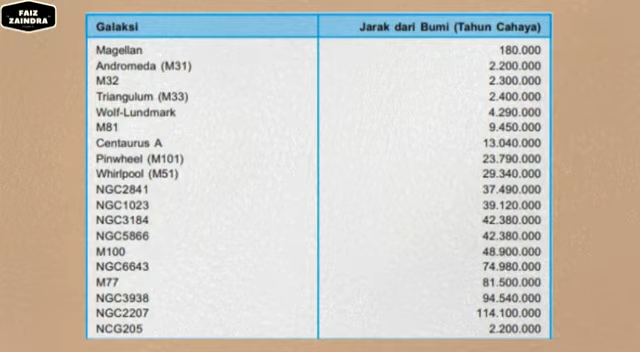 FAIZ
ZAINDRA
Galaksi Jarak dari Bumi (Tahun Cahaya)
Magellan 180.000
Andromeda (M31) 2.200.000
M32 2.300.000
Triangulum (M33) 2.400.000
Wolf-Lundmark 4.290.000
M81 9.450.000
Centaurus A 13.040.000
Pinwheel (M101) 23.790.000
Whirlpool (M51) 29.340.000
NGC2841 37.490.000
NGC1023 39.120.000
NGC3184 42.380.000
NGC5866 42.380.000
M100 48.900.000
NGC6643 74.980.000
M77 81.500.000
NGC3938 94.540.000
NGC2207 114.100.000
NCG205 2.200.000